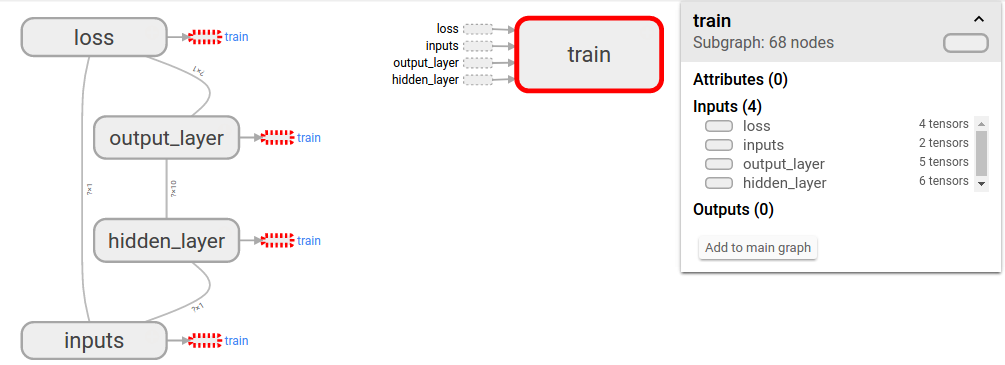 loss
train
?×1
output_layer
train
?×1
?×10
hidden_layer
train
?×1
inputs
train
loss
inputs
output_layer
hidden_layer
train
train
Subgraph: 68 nodes
Attributes (0)
Inputs (4)
loss 4 tensors
inputs 2 tensors
output_layer 5 tensors
hidden_layer 6 tensors
Outputs (0)
Add to main graph